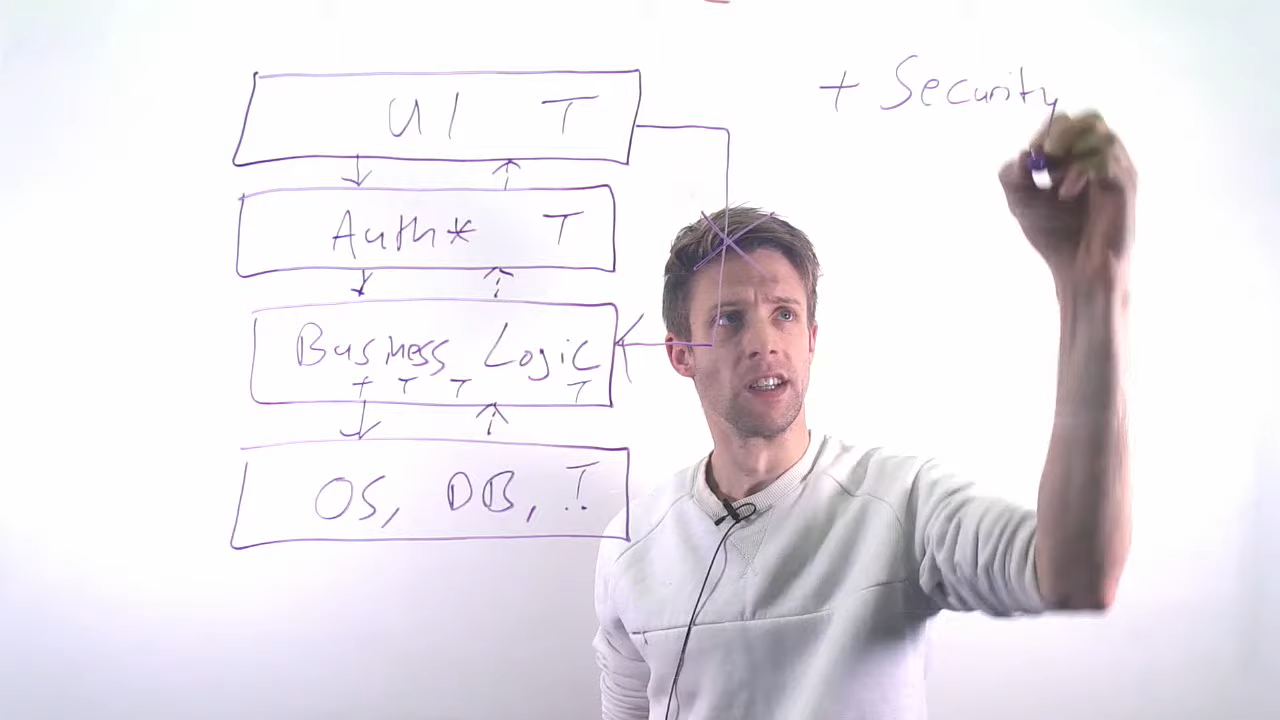 UI T
+ Security
Auth* T
Business Logic
+ T T T
OS, DB, T